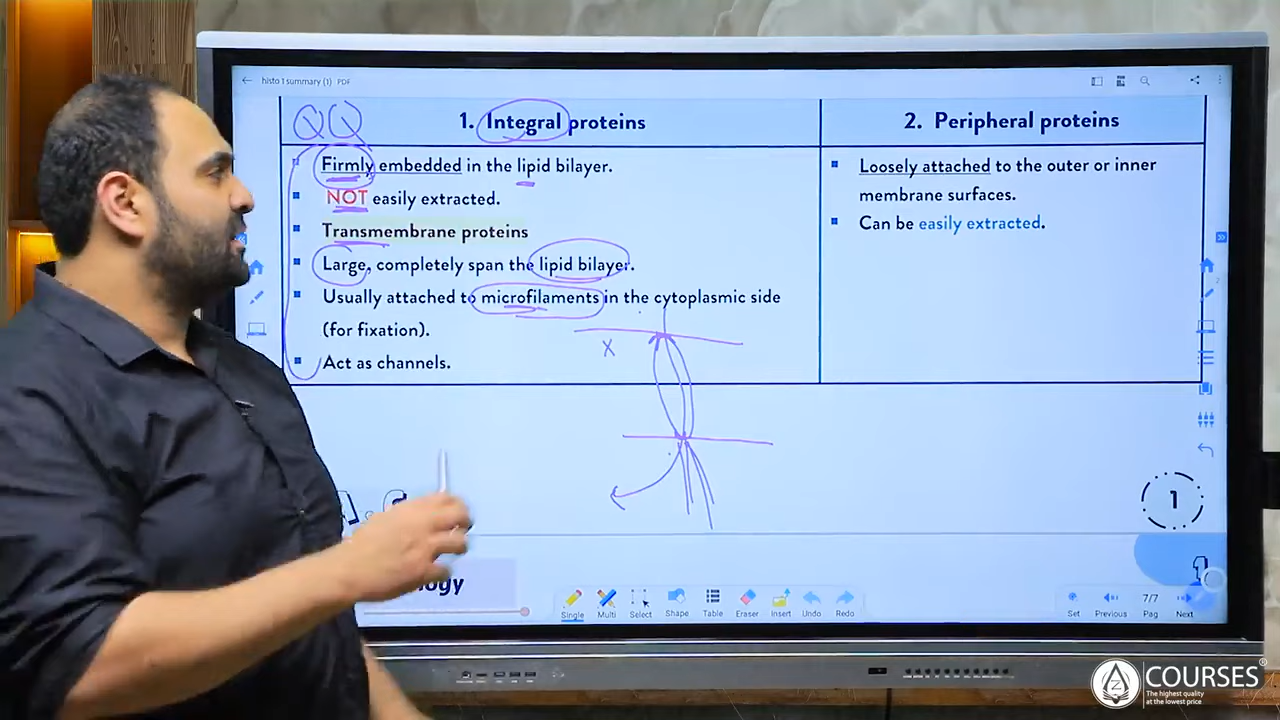 histo 1 summary (1) PDF
QQ
1. Integral proteins
2. Peripheral proteins
Firmly embedded in the lipid bilayer.
NOT easily extracted.
Transmembrane proteins
Large, completely span the lipid bilayer.
Usually attached to microfilaments in the cytoplasmic side
(for fixation).
Act as channels.
Loosely attached to the outer or inner
membrane surfaces.
Can be easily extracted.
X
1
Single Multi Select Shape Table Eraser Insert Undo Redo
Set Previous 7/7 Pag Next
COURSES®
The highest quality
at the lowest price